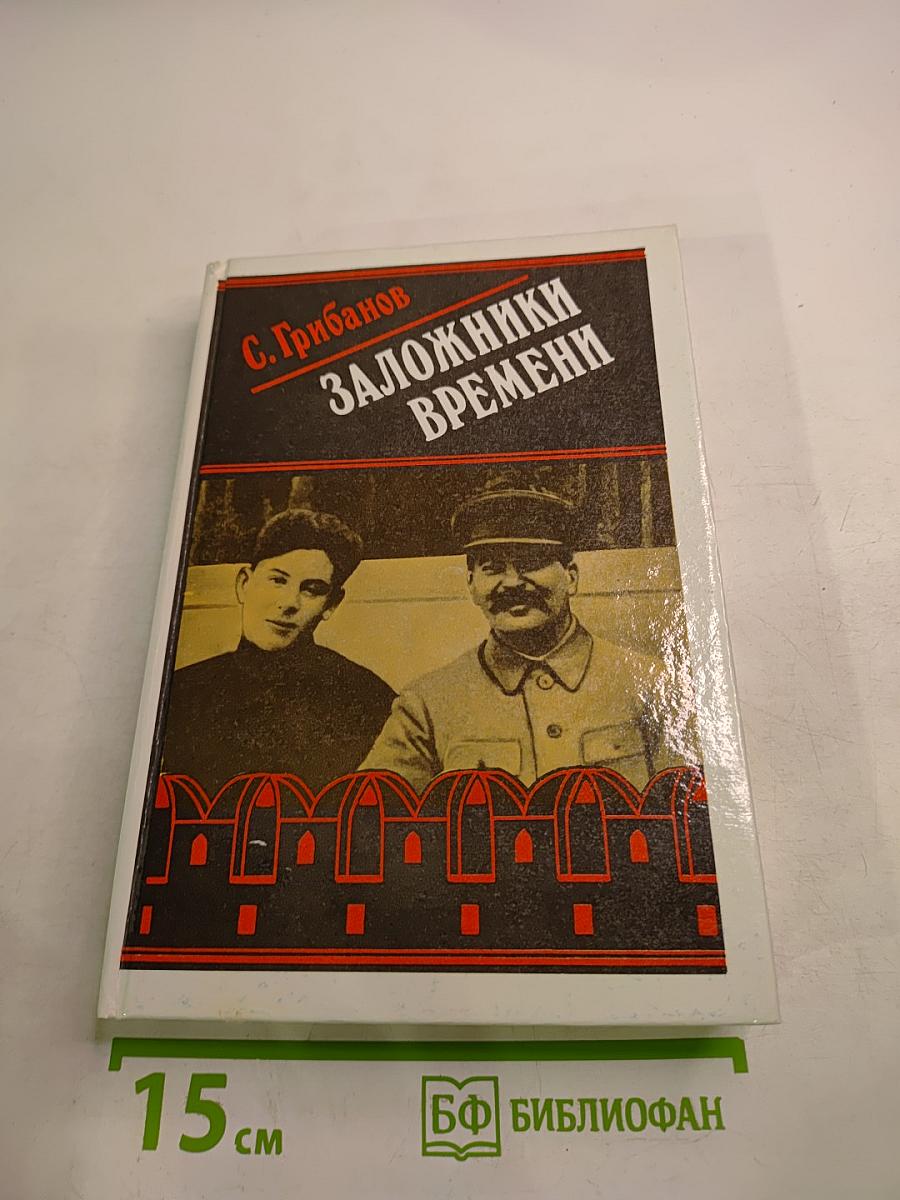 С. Грибанов
ЗАЛОЖНИКИ
ВРЕМЕНИ
15 см
БФ БИБЛИОФАН